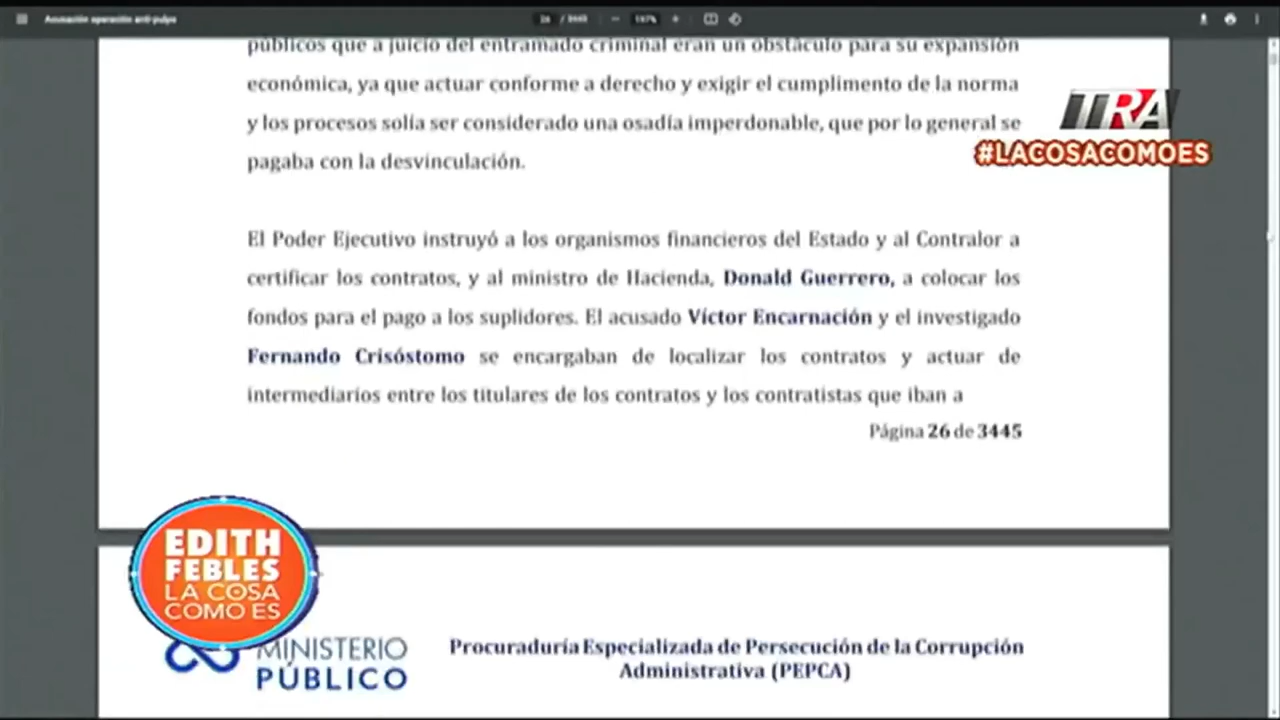 Acusación operación anti-pulpo
26 / 3445
públicos que a juicio del entramado criminal eran un obstáculo para su expansión
económica, ya que actuar conforme a derecho y exigir el cumplimento de la norma
y los procesos solía ser considerado una osadía imperdonable, que por lo general se
pagaba con la desvinculación.
TRA
#LACOSACOMOES
El Poder Ejecutivo instruyó a los organismos financieros del Estado y al Contralor a
certificar los contratos, y al ministro de Hacienda, Donald Guerrero, a colocar los
fondos para el pago a los suplidores. El acusado Víctor Encarnación y el investigado
Fernando Crisóstomo se encargaban de localizar los contratos y actuar de
intermediarios entre los titulares de los contratos y los contratistas que iban a
Página 26 de 3445
EDITH
FEBLES
LA COSA
COMO ES
MINISTERIO
PÚBLICO
Procuraduría Especializada de Persecución de la Corrupción
Administrativa (PEPCA)